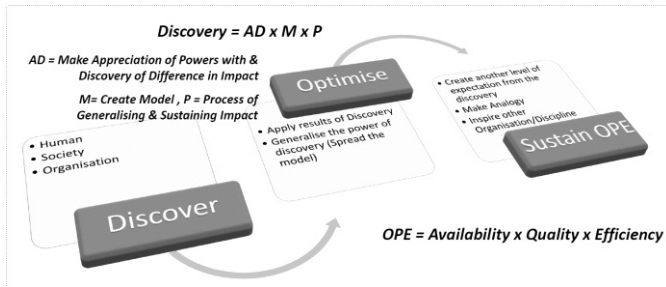 Discovery = AD x M x P
AD = Make Appreciation of Powers with &
Discovery of Difference in Impact
M= Create Model , P = Process of
Generalising & Sustaining Impact
• Human
• Society
• Organisation
Discover
Optimise
• Apply results of Discovery
• Generalise the power of
discovery (Spread the
model)
• Create another level of
expectation from the
discovery
• Make Analogy
• Inspire other
Organisation/Discipline
Sustain OPE
OPE = Availability x Quality x Efficiency